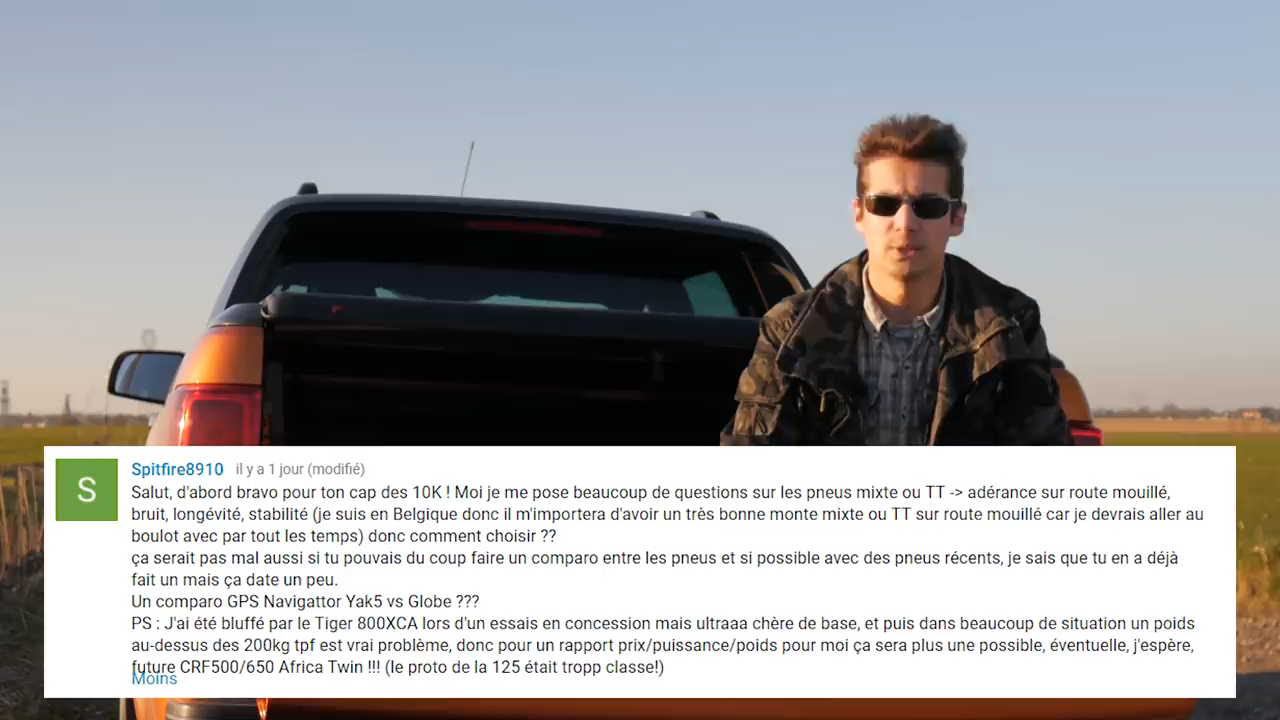 S
Spitfire8910 il y a 1 jour (modifié)
Salut, d'abord bravo pour ton cap des 10K ! Moi je me pose beaucoup de questions sur les pneus mixte ou TT -> adérance sur route mouillé,
bruit, longévité, stabilité (je suis en Belgique donc il m'importera d'avoir un très bonne monte mixte ou TT sur route mouillé car je devrais aller au
boulot avec par tout les temps) donc comment choisir ??
ça serait pas mal aussi si tu pouvais du coup faire un comparo entre les pneus et si possible avec des pneus récents, je sais que tu en a déjà
fait un mais ça date un peu.
Un comparo GPS Navigattor Yak5 vs Globe ???
PS : J'ai été bluffé par le Tiger 800XCA lors d'un essais en concession mais ultraaa chère de base, et puis dans beaucoup de situation un poids
au-dessus des 200kg tpf est vrai problème, donc pour un rapport prix/puissance/poids pour moi ça sera plus une possible, éventuelle, j'espère,
future CRF500/650 Africa Twin !!! (le proto de la 125 était tropp classe!)
Moins